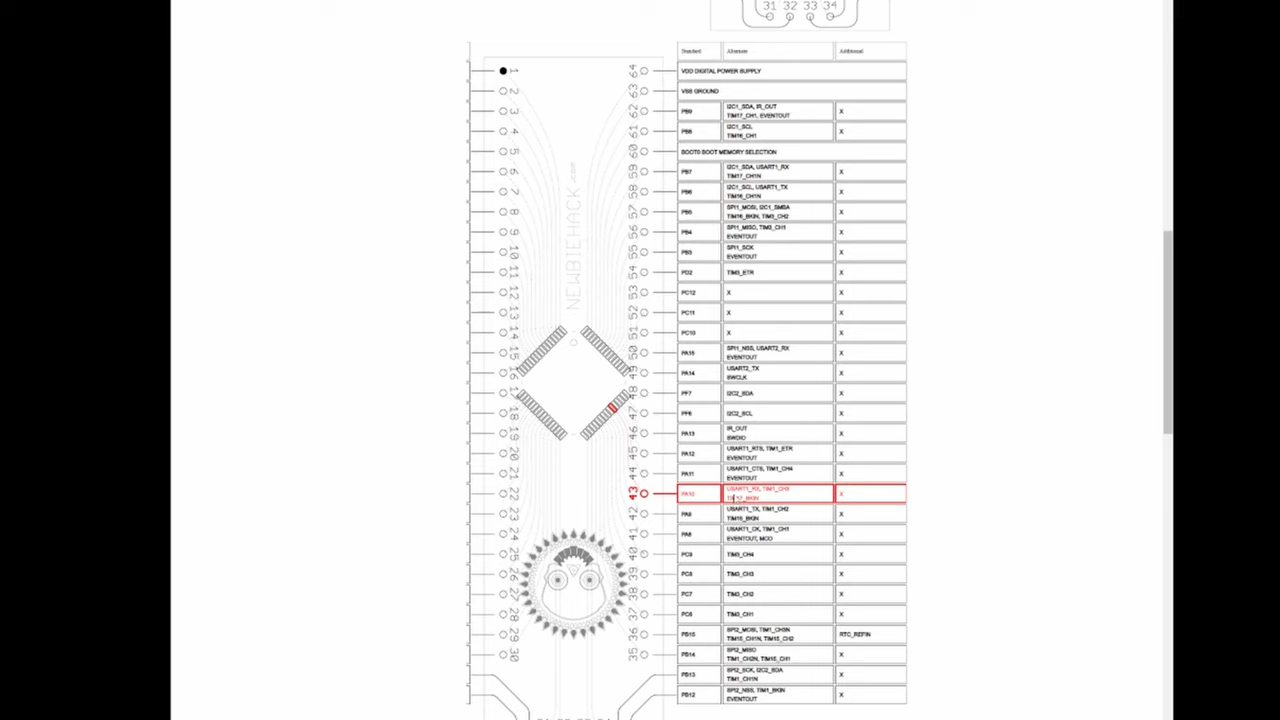 31 32 33 34
Standard Alternate Additional
1 64 VDD DIGITAL POWER SUPPLY
2 63 VSS GROUND
3 62 PB9 I2C1_SDA, IR_OUT X
TIM17_CH1, EVENTOUT
4 61 PB8 I2C1_SCL X
TIM16_CH1
5 60 BOOT0 BOOT MEMORY SELECTION
6 59 PB7 I2C1_SDA, USART1_RX X
TIM17_CH1N
7 58 PB6 I2C1_SCL, USART1_TX X
TIM16_CH1N
8 57 PB5 SPI1_MOSI, I2C1_SMBA X
TIM16_BKIN, TIM3_CH2
9 56 PB4 SPI1_MISO, TIM3_CH1 X
EVENTOUT
10 55 PB3 SPI1_SCK X
EVENTOUT
11 54 PD2 TIM3_ETR X
12 53 PC12 X X
13 52 PC11 X X
14 51 PC10 X X
15 50 PA15 SPI1_NSS, USART2_RX X
EVENTOUT
16 49 PA14 USART2_TX X
SWCLK
17 48 PF7 I2C2_SDA X
18 47 PF6 I2C2_SCL X
19 46 PA13 IR_OUT X
SWDIO
20 45 PA12 USART1_RTS, TIM1_ETR X
EVENTOUT
21 44 PA11 USART1_CTS, TIM1_CH4 X
EVENTOUT
22 43 PA10 USART1_RX, TIM1_CH3 X
TIM17_BKIN
23 42 PA9 USART1_TX, TIM1_CH2 X
TIM15_BKIN
24 41 PA8 USART1_CK, TIM1_CH1 X
EVENTOUT, MCO
25 40 PC9 TIM3_CH4 X
26 39 PC8 TIM3_CH3 X
27 38 PC7 TIM3_CH2 X
28 37 PC6 TIM3_CH1 X
29 36 PB15 SPI2_MOSI, TIM1_CH3N RTC_REFIN
TIM15_CH1N, TIM15_CH2
30 35 PB14 SPI2_MISO X
TIM1_CH2N, TIM15_CH1
PB13 SPI2_SCK, I2C2_SDA X
TIM1_CH1N
PB12 SPI2_NSS, TIM1_BKIN X
EVENTOUT
NEWBIEHACK.com